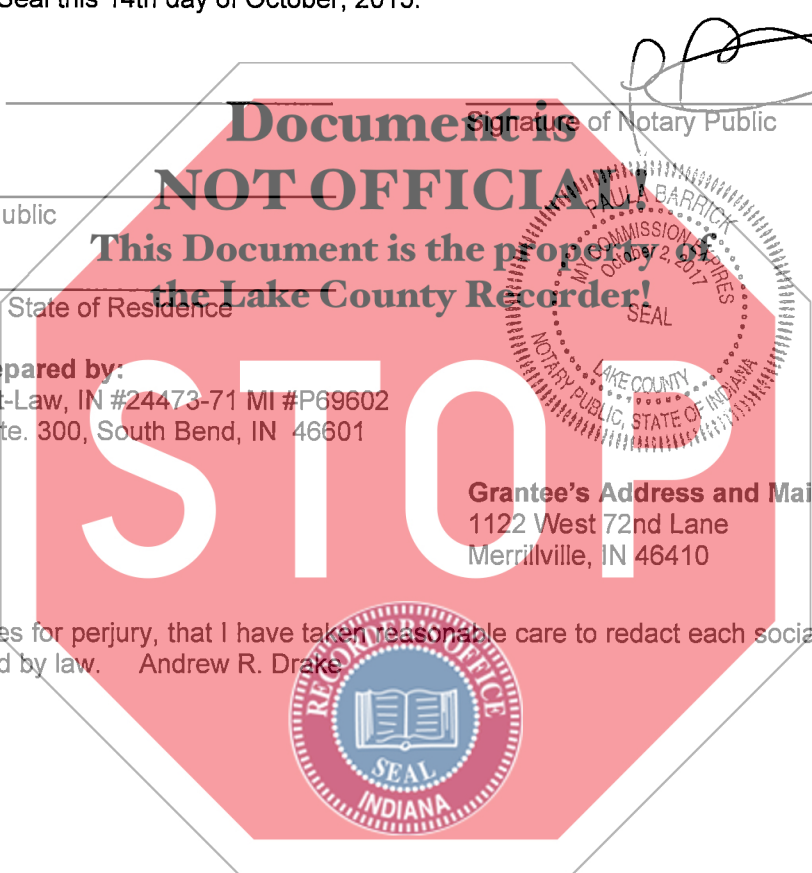 Seal this 14th day of October, 2015.
Document is
Signature of Notary Public
NOT OFFICIAL!
ublic
This Document is the property of
the Lake County Recorder!
State of Residence
PAULA BARRICK
MY COMMISSION EXPIRES
October 2, 2017
SEAL
LAKE COUNTY
NOTARY PUBLIC, STATE OF INDIANA
epared by:
t-Law, IN #24473-71 MI #P69602
te. 300, South Bend, IN 46601
STOP
Grantee's Address and Mai
1122 West 72nd Lane
Merrillville, IN 46410
es for perjury, that I have taken reasonable care to redact each socia
d by law. Andrew R. Drake
RECORDER'S OFFICE
SEAL
INDIANA